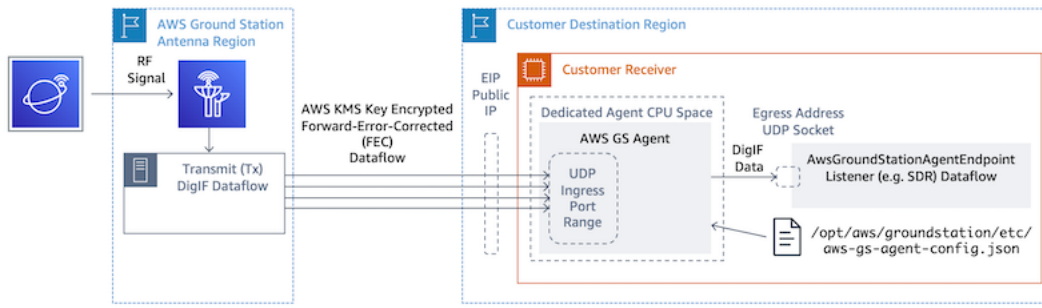 AWS Ground Station
Antenna Region
RF
Signal
Transmit (Tx)
DigIF Dataflow
AWS KMS Key Encrypted
Forward-Error-Corrected
(FEC)
Dataflow
Customer Destination Region
EIP
Public
IP
Customer Receiver
Dedicated Agent CPU Space
AWS GS Agent
UDP
Ingress
Port
Range
Egress Address
UDP Socket
DigIF
Data
AwsGroundStationAgentEndpoint
Listener (e.g. SDR) Dataflow
/opt/aws/groundstation/etc/
aws-gs-agent-config.json